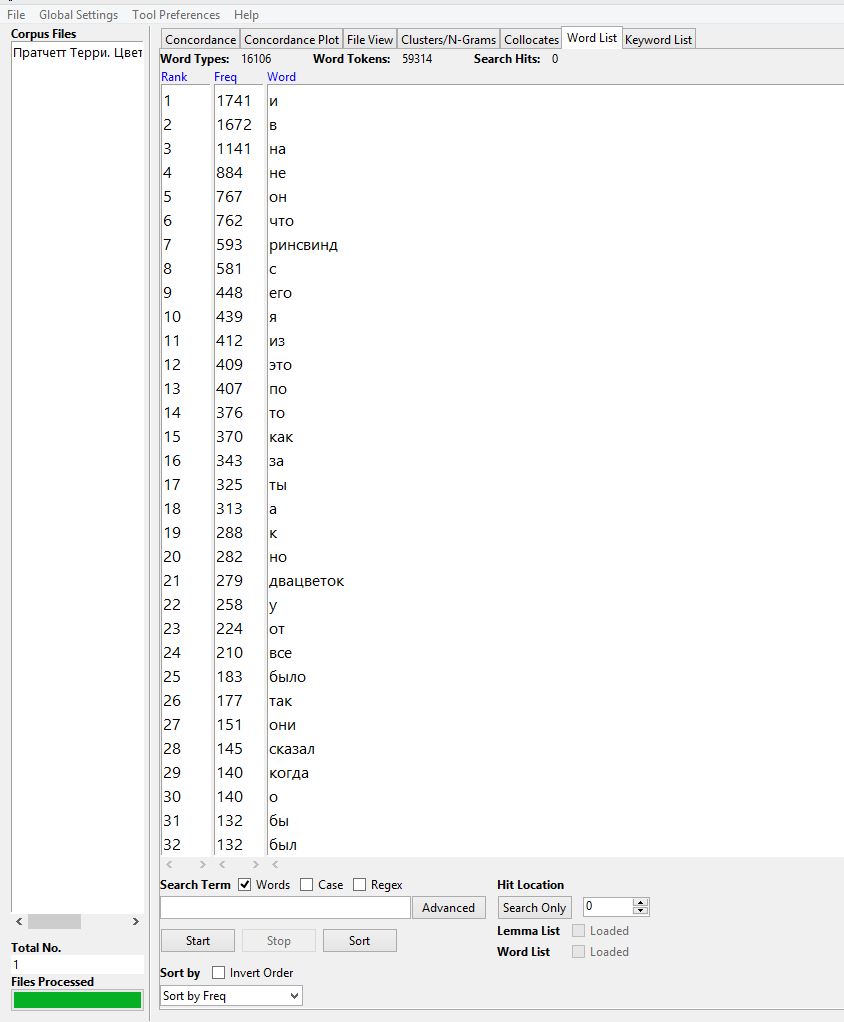 File Global Settings Tool Preferences Help
Corpus Files
Пратчетт Терри. Цвет
Total No.
1
Files Processed
Concordance Concordance Plot File View Clusters/N-Grams Collocates Word List Keyword List
Word Types: 16106 Word Tokens: 59314 Search Hits: 0
Rank Freq Word
1 1741 и
2 1672 в
3 1141 на
4 884 не
5 767 он
6 762 что
7 593 ринсвинд
8 581 с
9 448 его
10 439 я
11 412 из
12 409 это
13 407 по
14 376 то
15 370 как
16 343 за
17 325 ты
18 313 а
19 288 к
20 282 но
21 279 двацветок
22 258 у
23 224 от
24 210 все
25 183 было
26 177 так
27 151 они
28 145 сказал
29 140 когда
30 140 о
31 132 бы
32 132 был
Search Term Words Case Regex Hit Location
Advanced Search Only 0
Start Stop Sort Lemma List Loaded
Word List Loaded
Sort by Invert Order
Sort by Freq